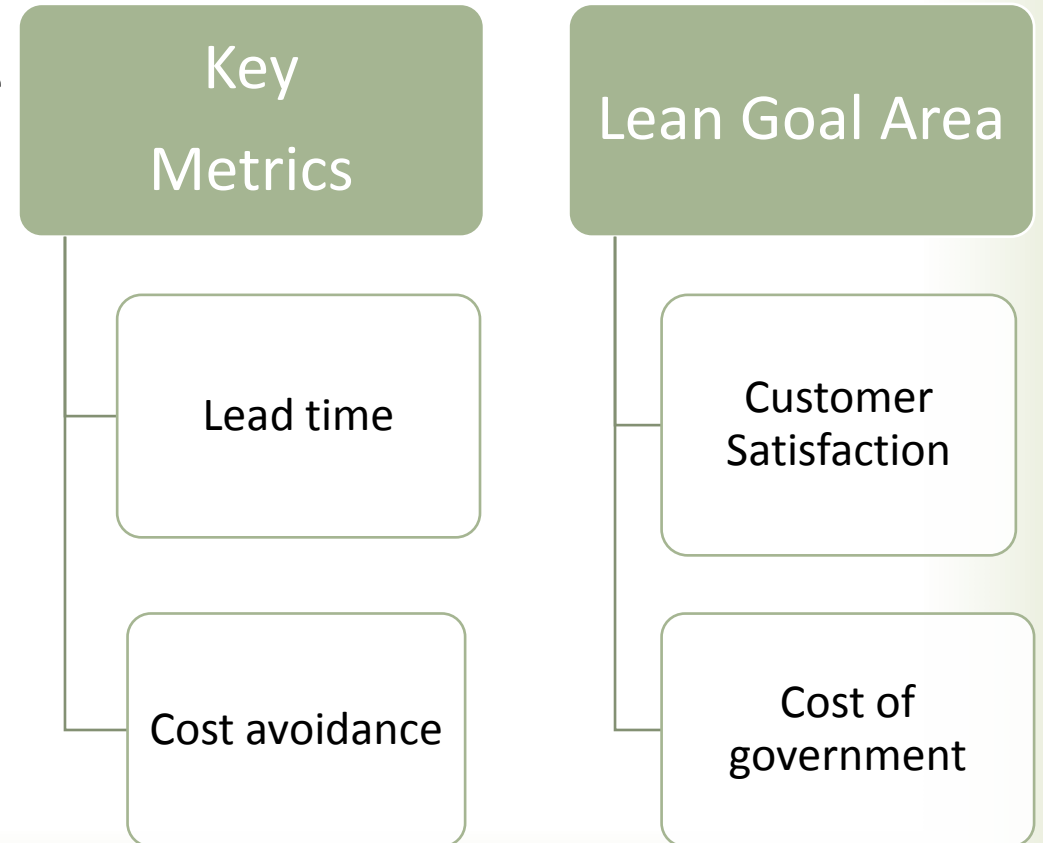 Key
Metrics
Lead time
Cost avoidance
Lean Goal Area
Customer
Satisfaction
Cost of
government